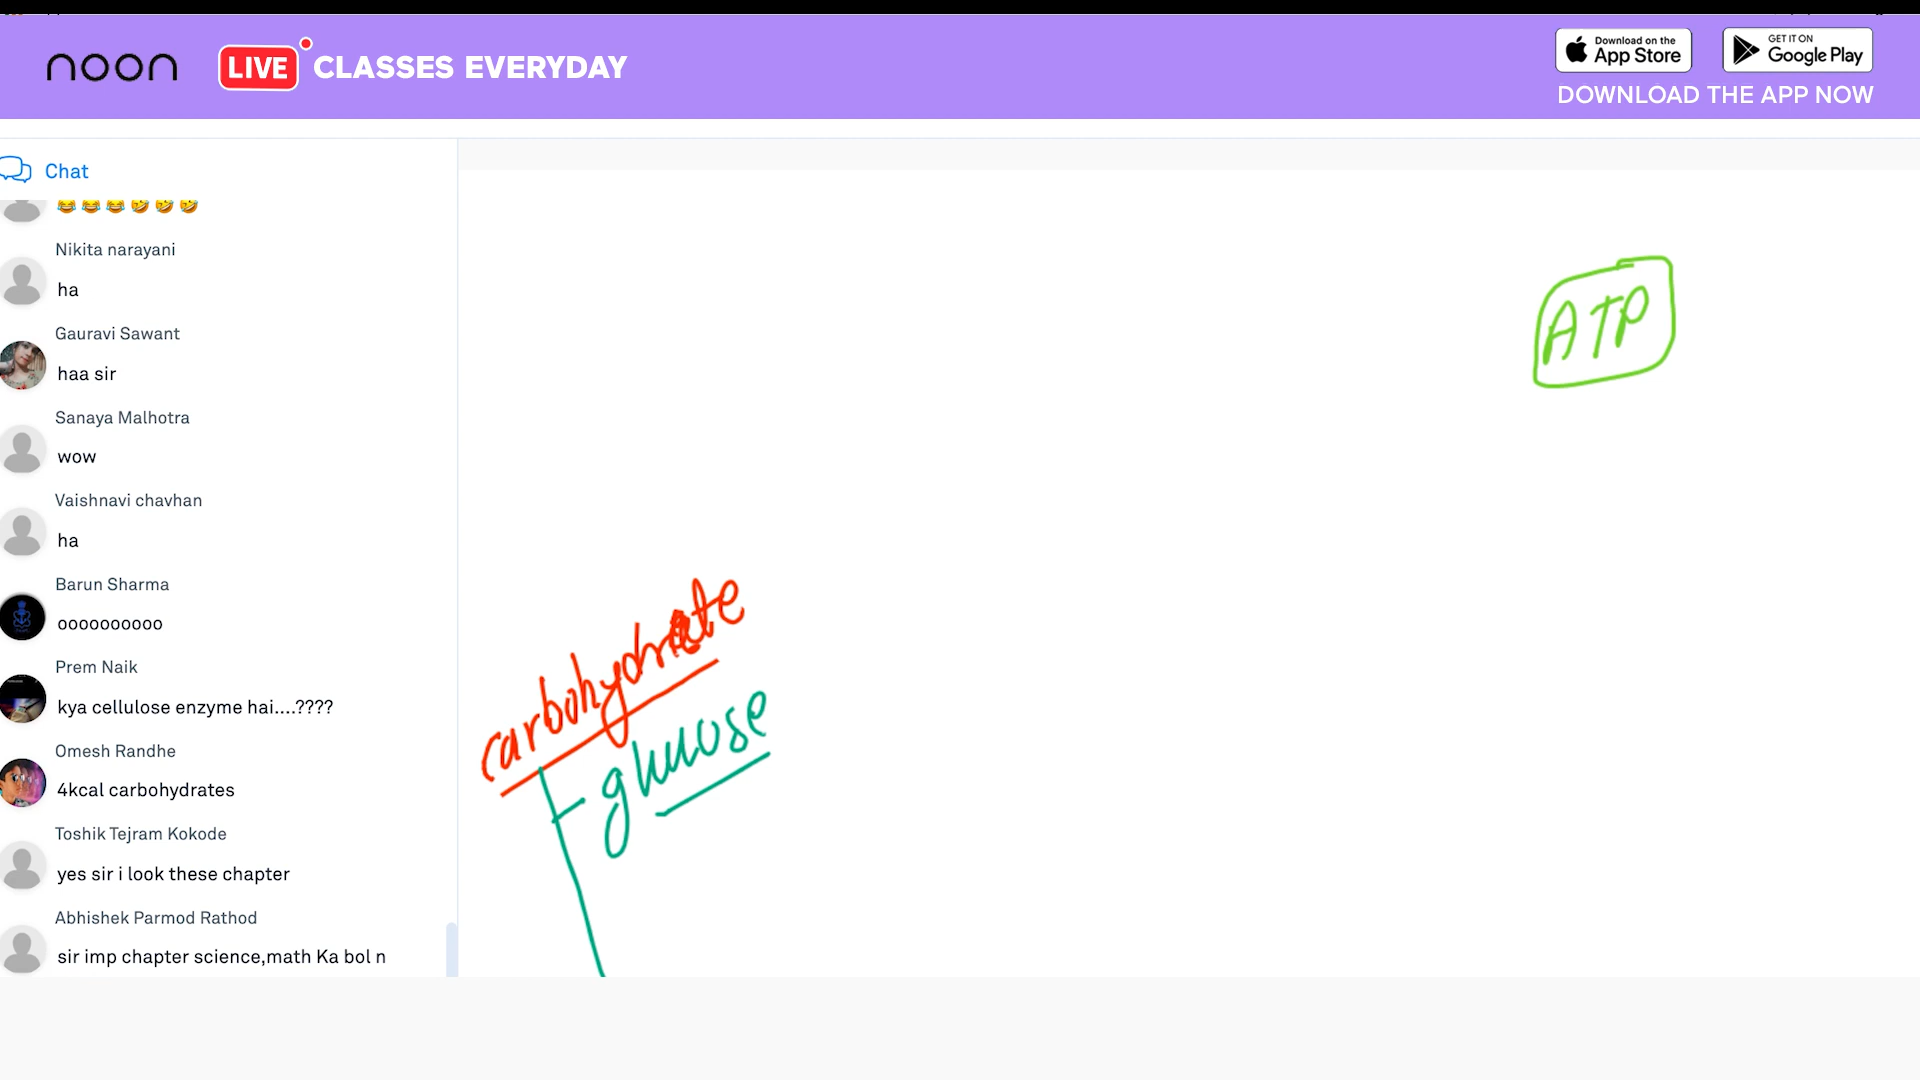 noon LIVE CLASSES EVERYDAY
Download on the App Store
GET IT ON Google Play
DOWNLOAD THE APP NOW
Chat
😂😂😂🤣🤣🤣
Nikita narayani
ha
Gauravi Sawant
haa sir
Sanaya Malhotra
wow
Vaishnavi chavhan
ha
Barun Sharma
oooooooooo
Prem Naik
kya cellulose enzyme hai....????
Omesh Randhe
4kcal carbohydrates
Toshik Tejram Kokode
yes sir i look these chapter
Abhishek Parmod Rathod
sir imp chapter science,math Ka bol n
ATP
carbohydrate
glucose